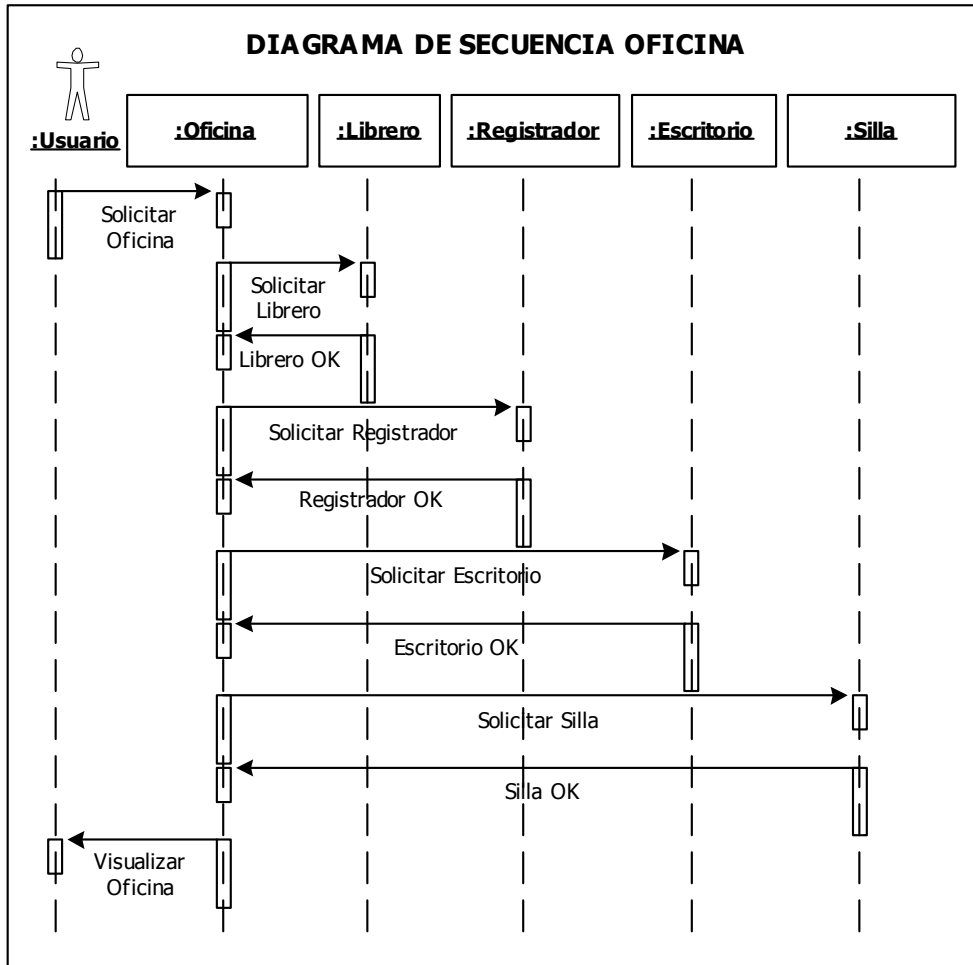 DIAGRAMA DE SECUENCIA OFICINA
:Usuario
:Oficina
:Librero
:Registrador
:Escritorio
:Silla
Solicitar
Oficina
Solicitar
Librero
Librero OK
Solicitar Registrador
Registrador OK
Solicitar Escritorio
Escritorio OK
Solicitar Silla
Silla OK
Visualizar
Oficina